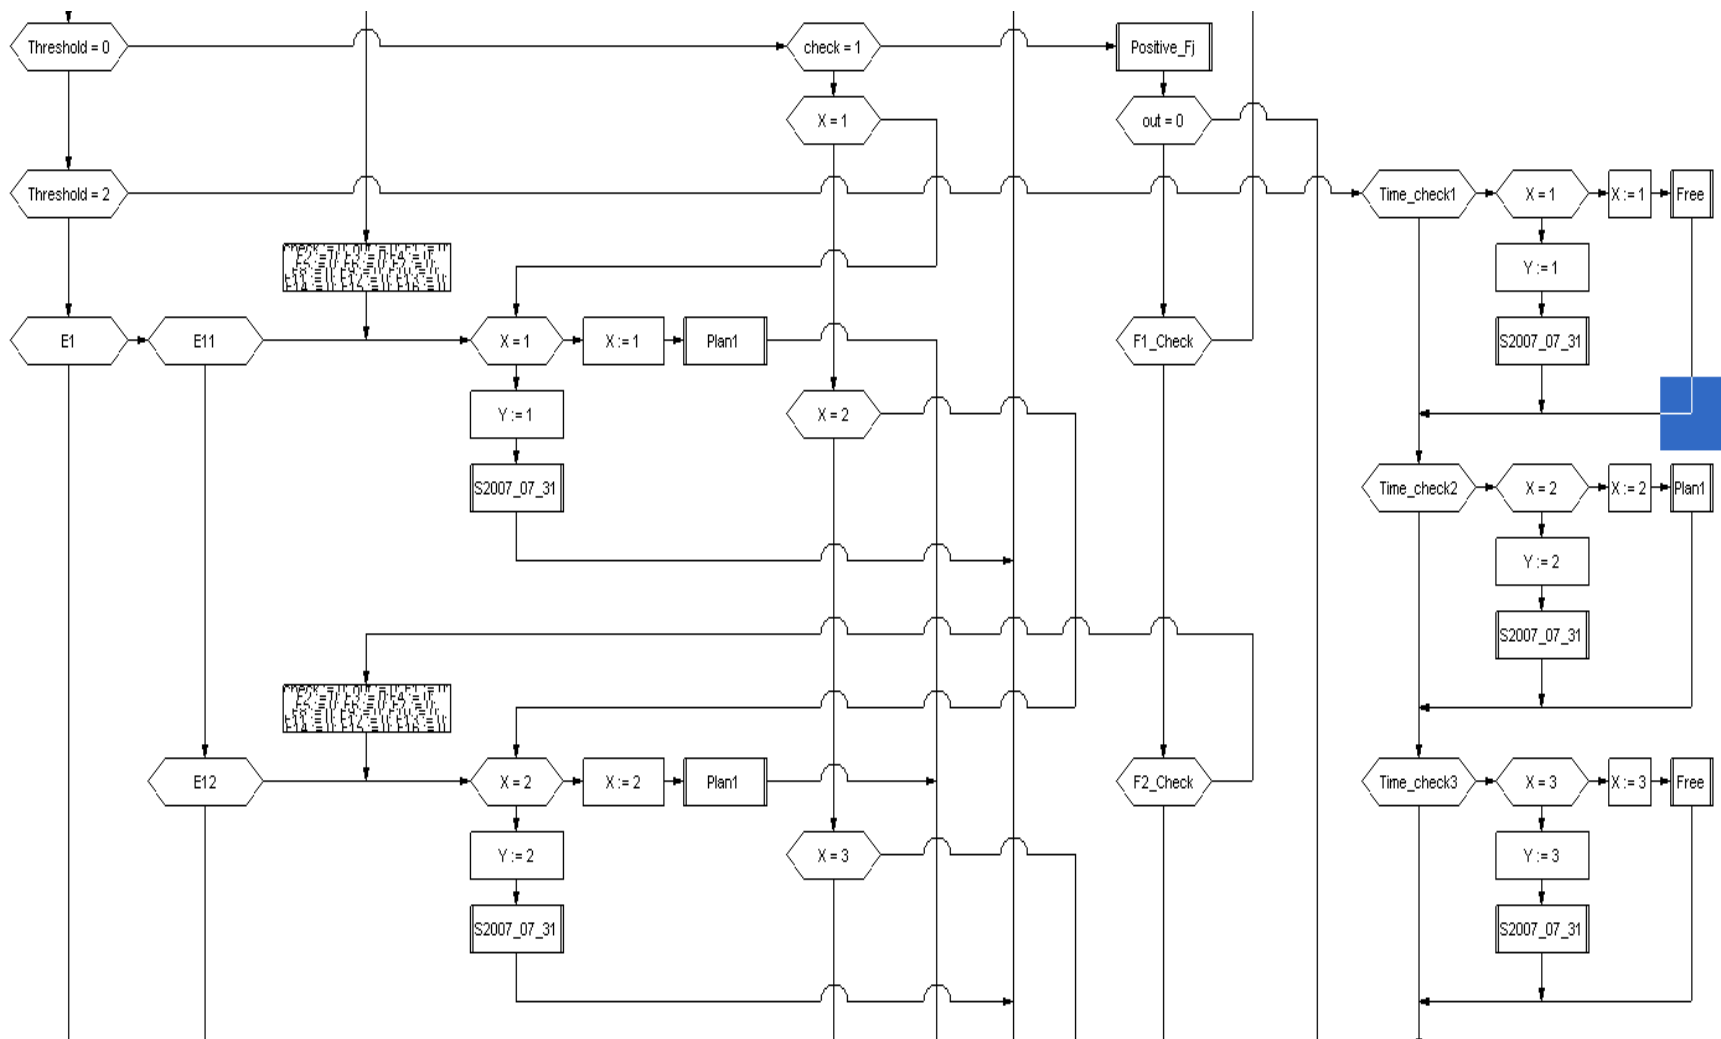 Threshold = 0
check = 1
Positive_Fj
X = 1
out = 0
Threshold = 2
Time_check1
X = 1
X := 1
Free
Y := 1
E1
E11
X = 1
X := 1
Plan1
F1_Check
S2007_07_31
Y := 1
X = 2
S2007_07_31
Time_check2
X = 2
X := 2
Plan1
Y := 2
S2007_07_31
E12
X = 2
X := 2
Plan1
F2_Check
Time_check3
X = 3
X := 3
Free
Y := 2
X = 3
Y := 3
S2007_07_31
S2007_07_31